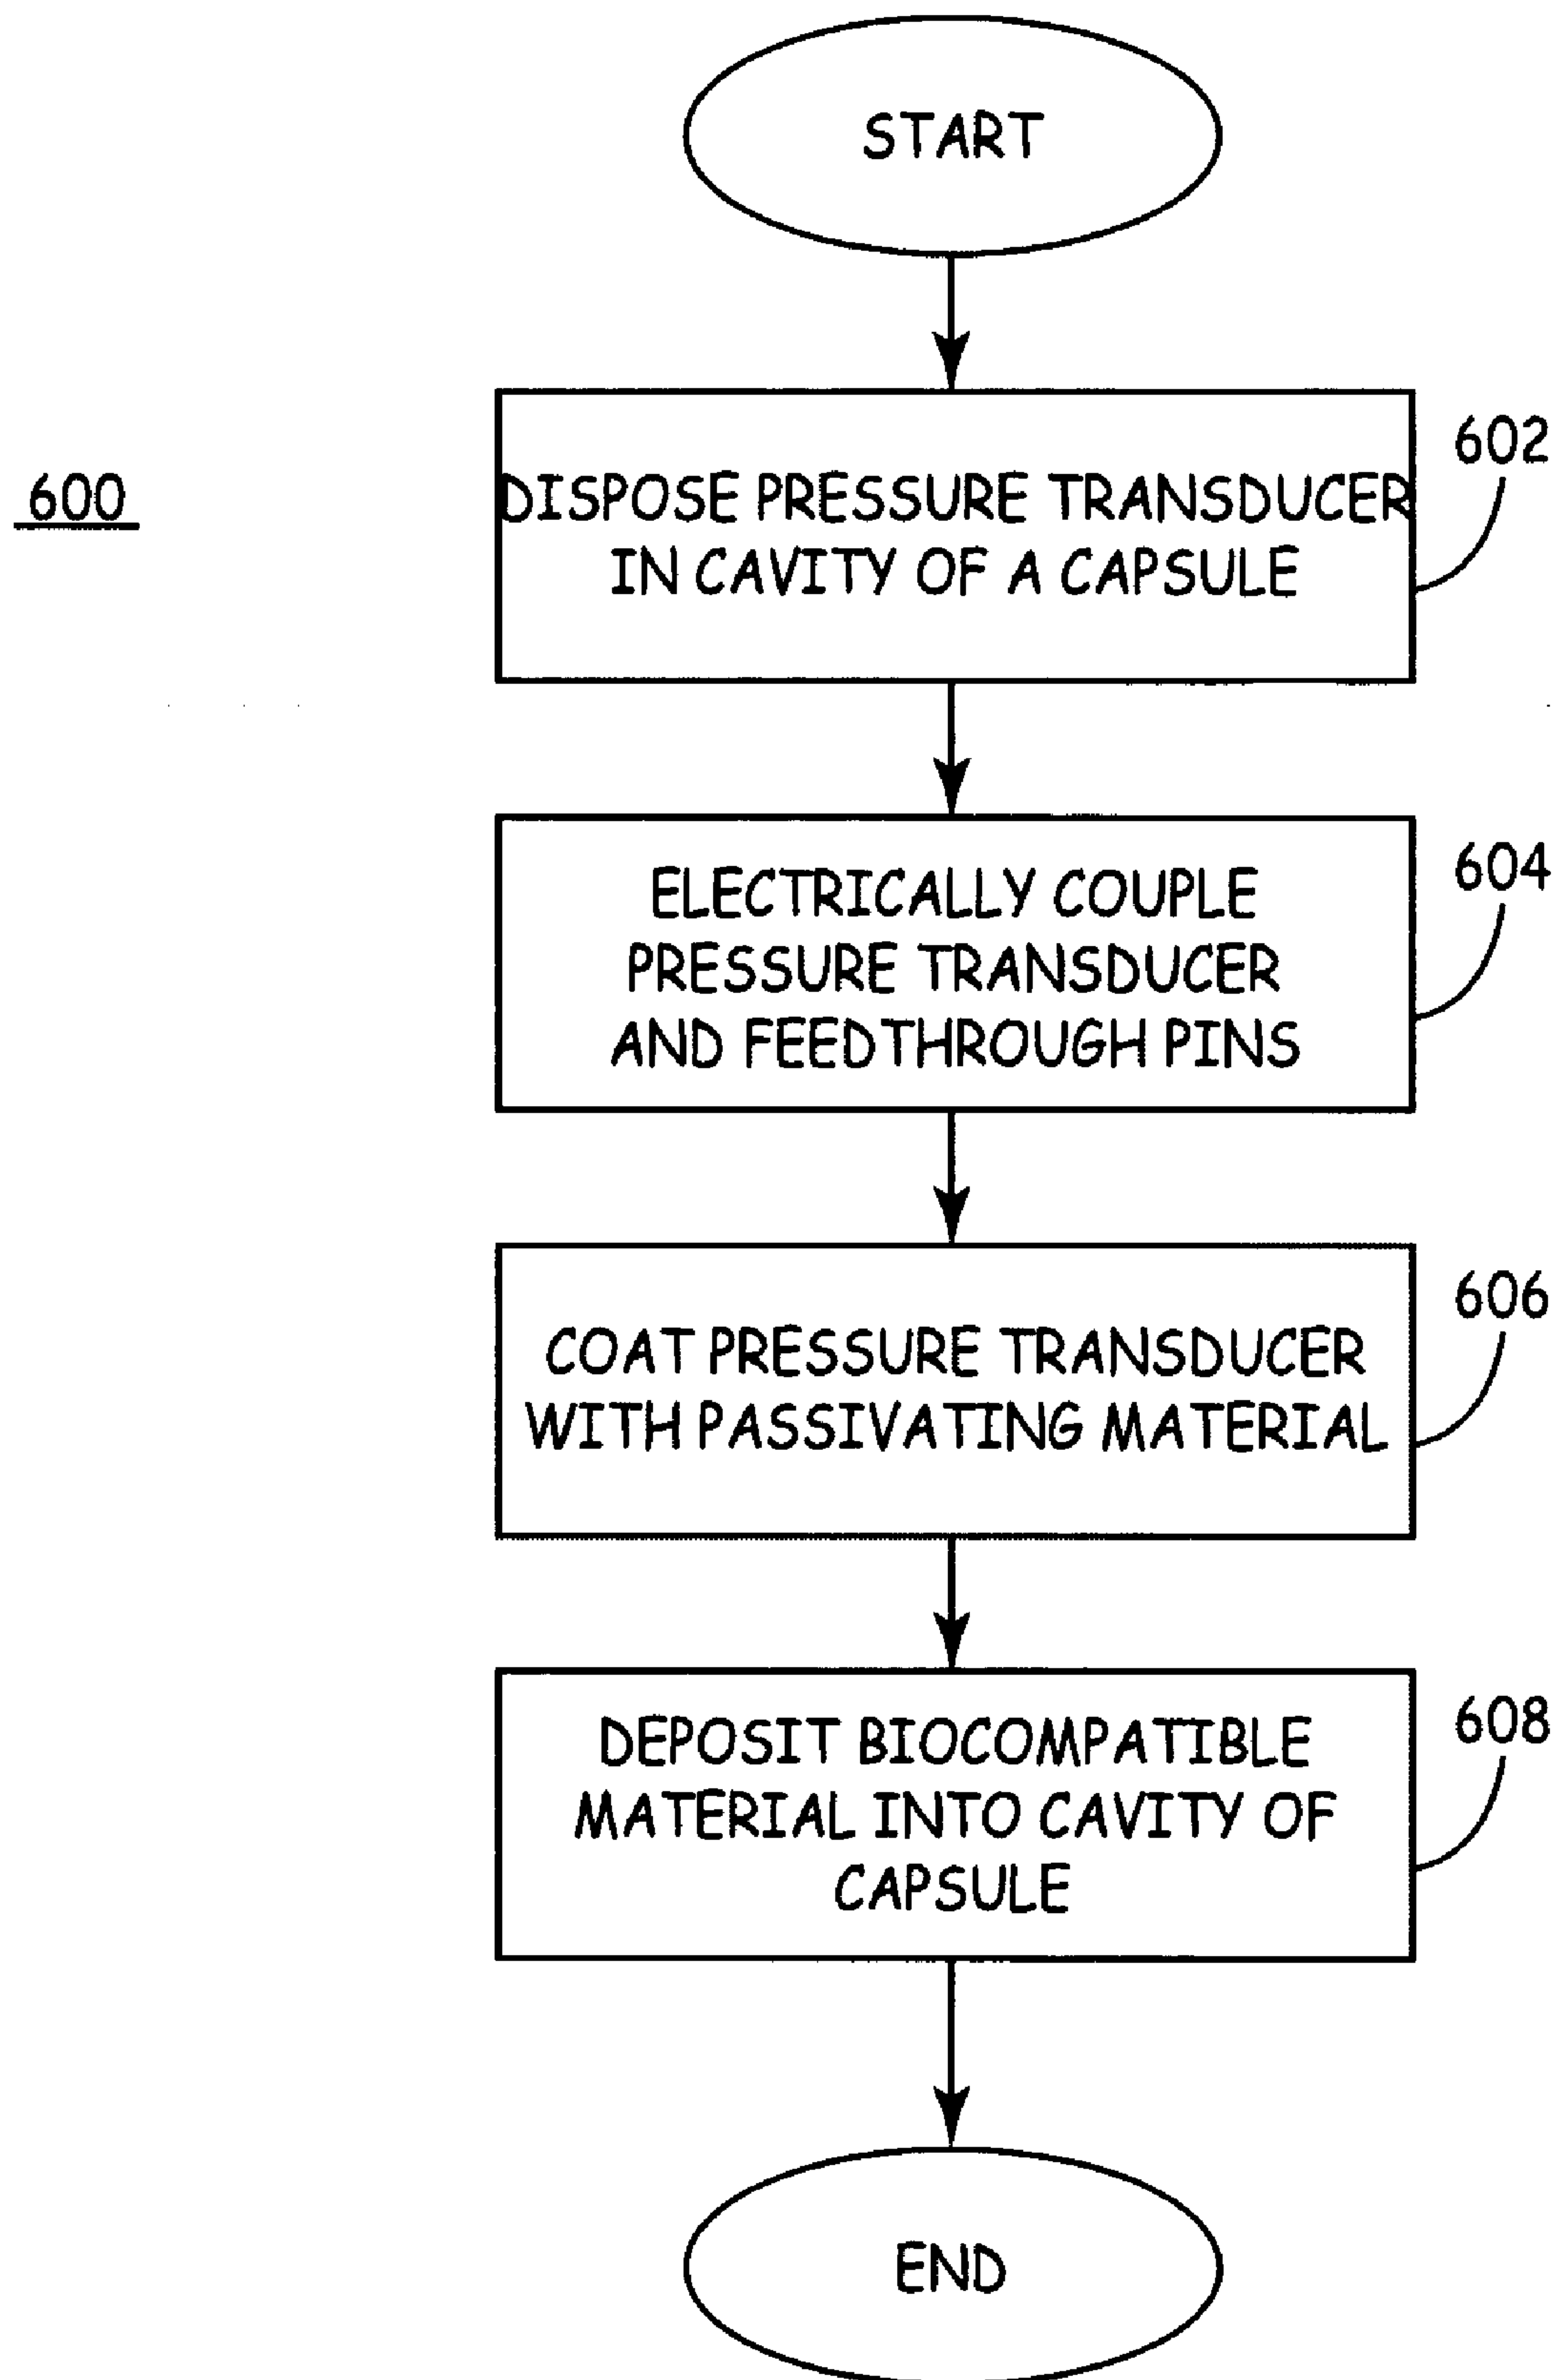 START
600
602
DISPOSE PRESSURE TRANSDUCER
IN CAVITY OF A CAPSULE
604
ELECTRICALLY COUPLE
PRESSURE TRANSDUCER
AND FEEDTHROUGH PINS
606
COAT PRESSURE TRANSDUCER
WITH PASSIVATING MATERIAL
608
DEPOSIT BIOCOMPATIBLE
MATERIAL INTO CAVITY OF
CAPSULE
END